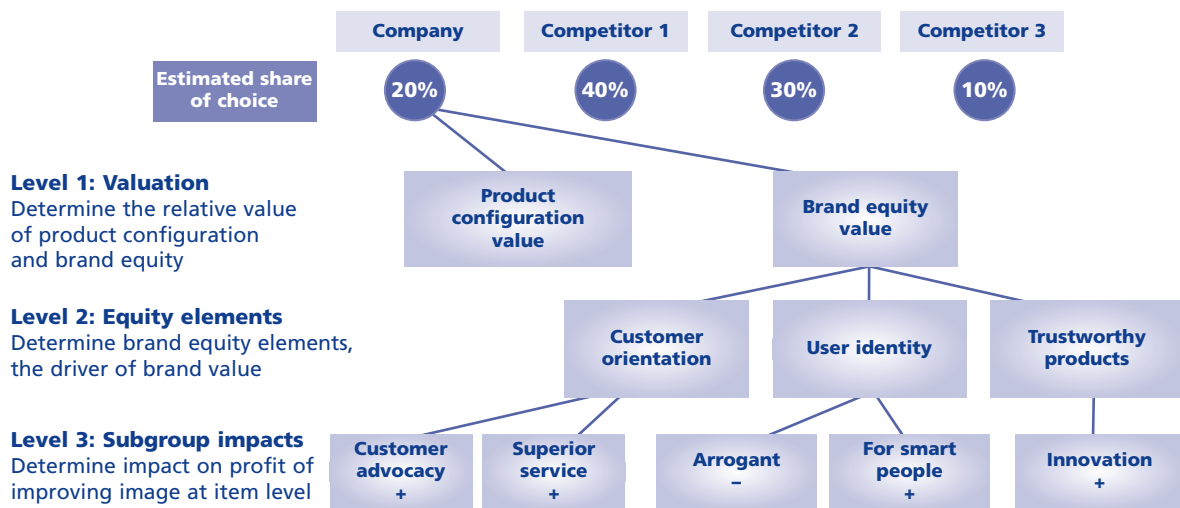 Company
Competitor 1
Competitor 2
Competitor 3
Estimated share
of choice
20%
40%
30%
10%
Level 1: Valuation
Determine the relative value
of product configuration
and brand equity
Product
configuration
value
Brand equity
value
Level 2: Equity elements
Determine brand equity elements,
the driver of brand value
Customer
orientation
User identity
Trustworthy
products
Level 3: Subgroup impacts
Determine impact on profit of
improving image at item level
Customer
advocacy
+
Superior
service
+
Arrogant
–
For smart
people
+
Innovation
+